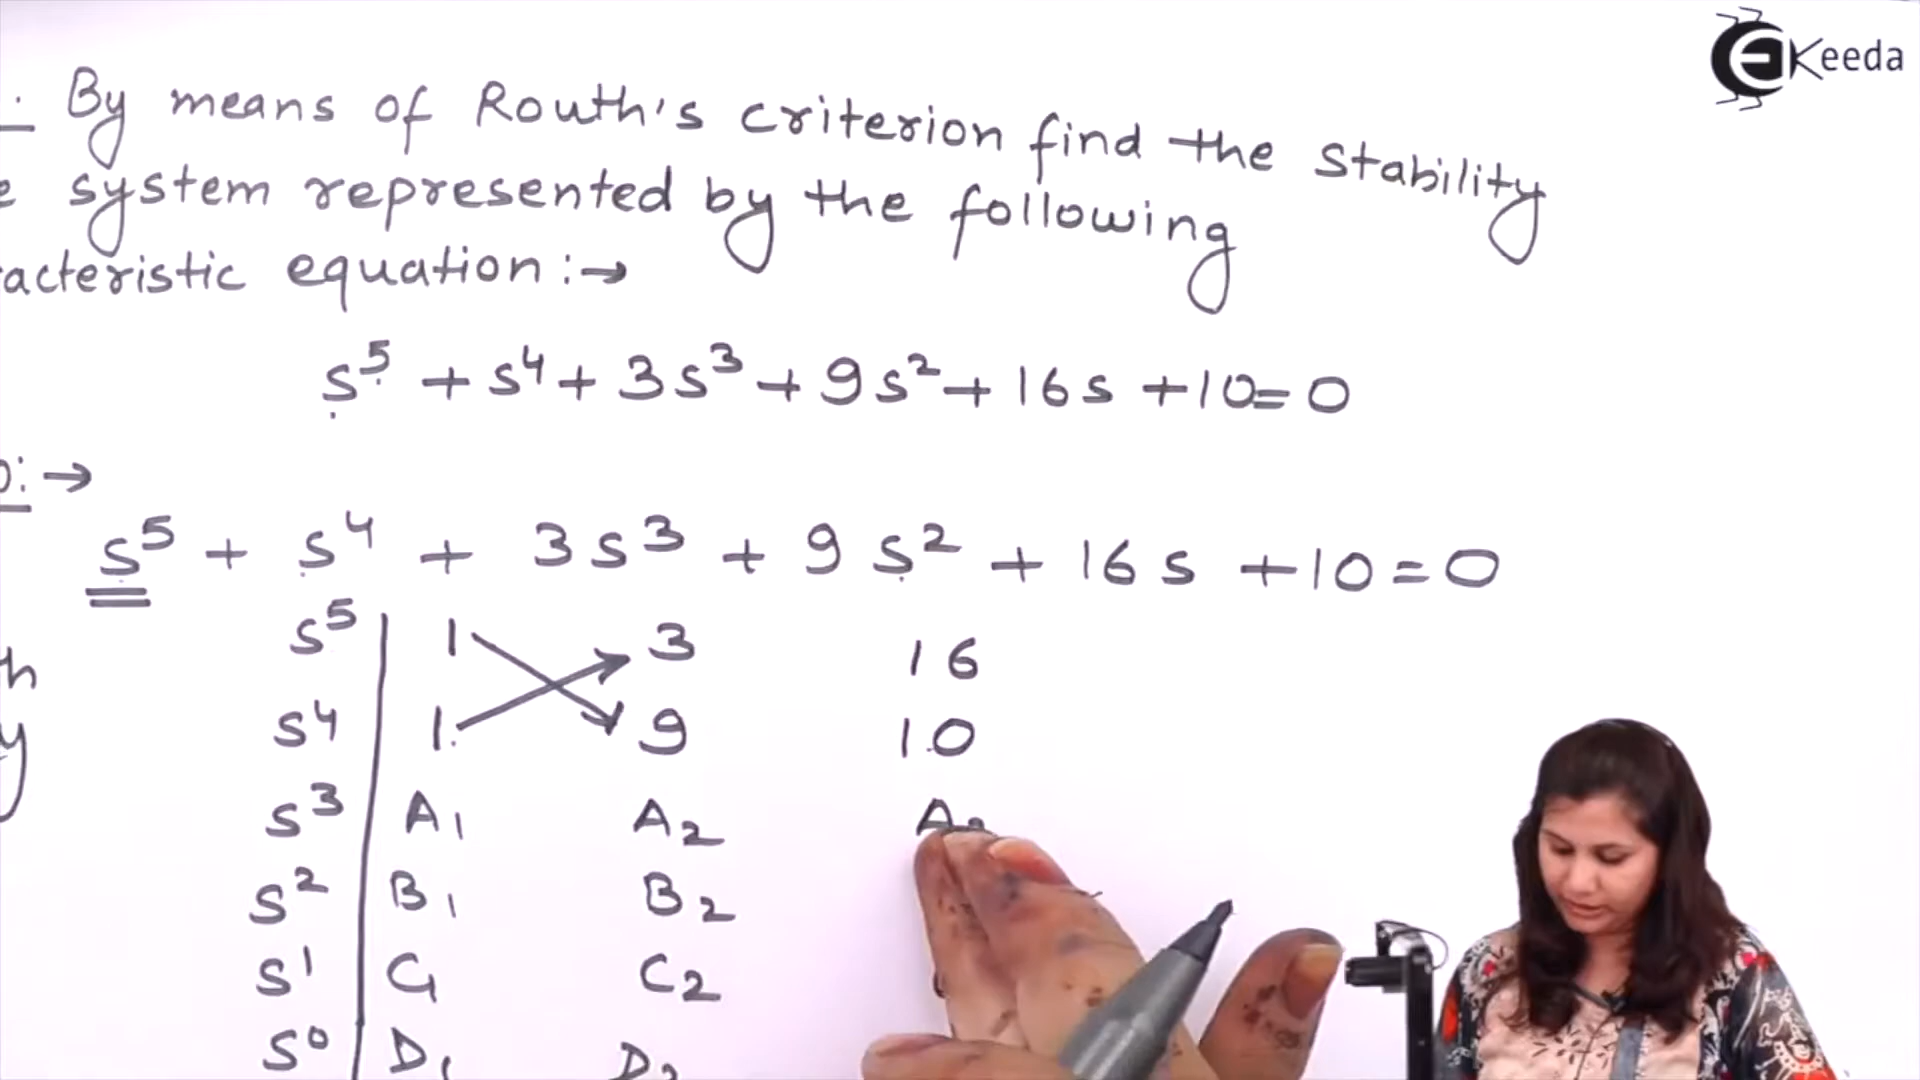 EKeeda
By means of Routh's criterion find the stability
system represented by the following
acteristic equation :→
s⁵ + s⁴ + 3s³ + 9s² + 16s + 10 = 0
→
s⁵ + s⁴ + 3s³ + 9s² + 16s + 10 = 0
s⁵ 1 3 16
s⁴ 1 9 10
s³ A₁ A₂
s² B₁ B₂
s¹ C₁ C₂
s⁰ D₁ D₂